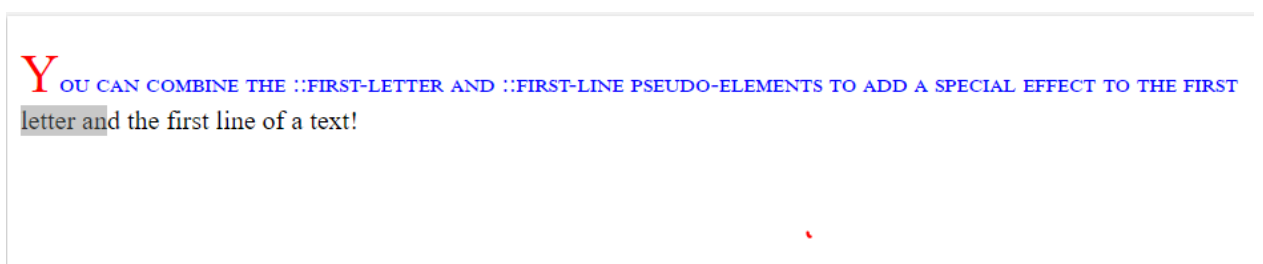 You can combine the ::first-letter and ::first-line pseudo-elements to add a special effect to the first
letter and the first line of a text!